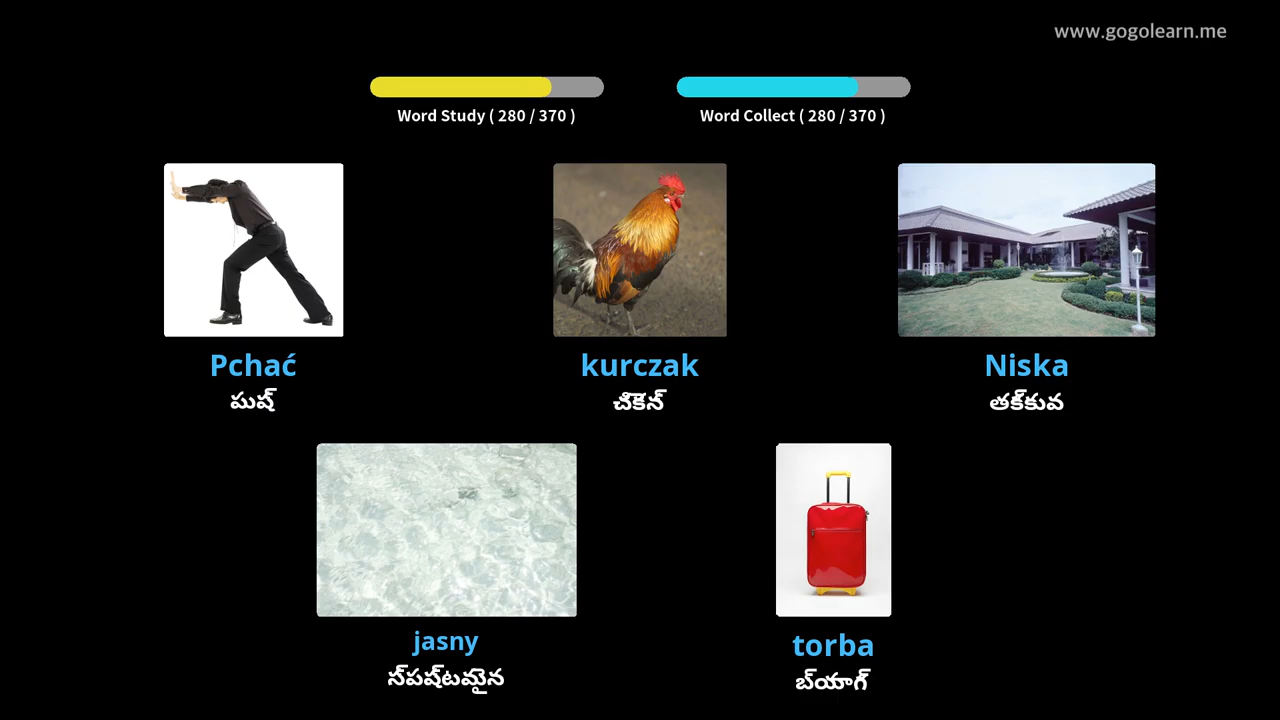 www.gogolearn.me
Word Study ( 280 / 370 )
Word Collect ( 280 / 370 )
Pchać
పుష్
kurczak
చికెన్
Niska
తక్కువ
jasny
స్పష్టమైన
torba
బ్యాగ్